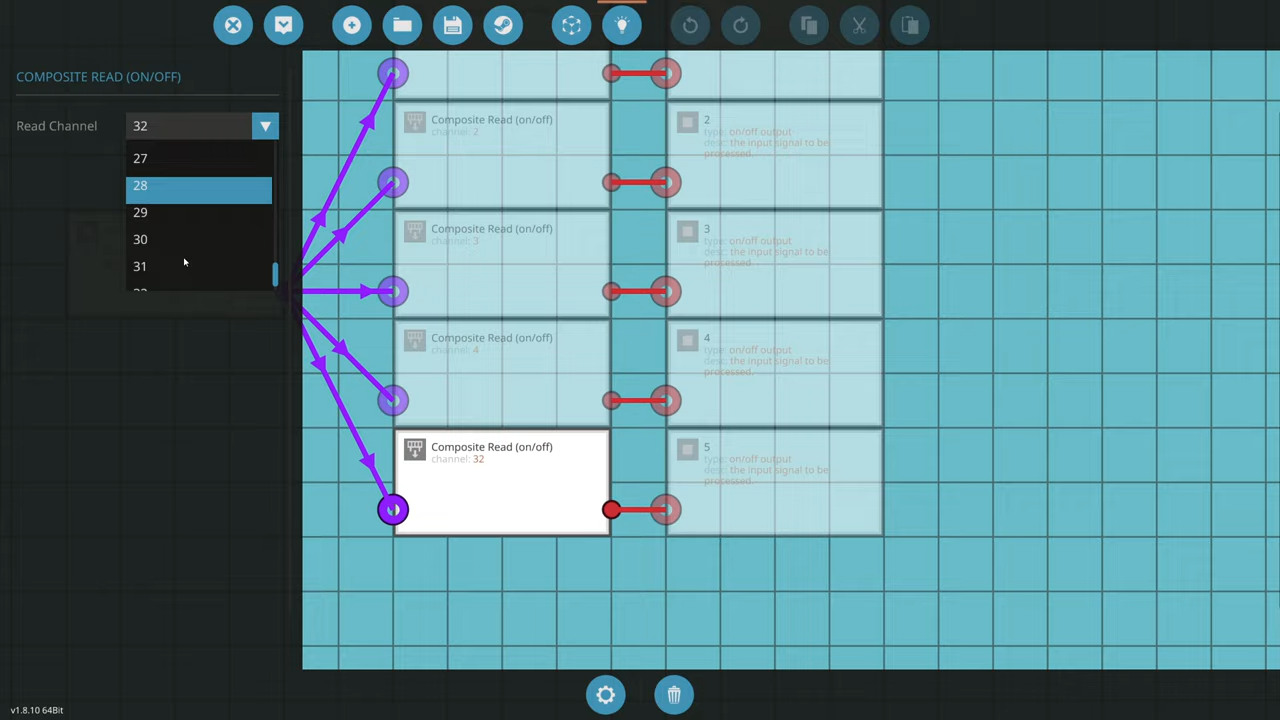 COMPOSITE READ (ON/OFF)
Read Channel
32
27
28
29
30
31
Composite Read (on/off)
channel: 2
2
type: on/off output
desc: the input signal to be
processed.
Composite Read (on/off)
channel: 3
3
type: on/off output
desc: the input signal to be
processed.
Composite Read (on/off)
channel: 4
4
type: on/off output
desc: the input signal to be
processed.
Composite Read (on/off)
channel: 32
5
type: on/off output
desc: the input signal to be
processed.
v1.8.10 64Bit